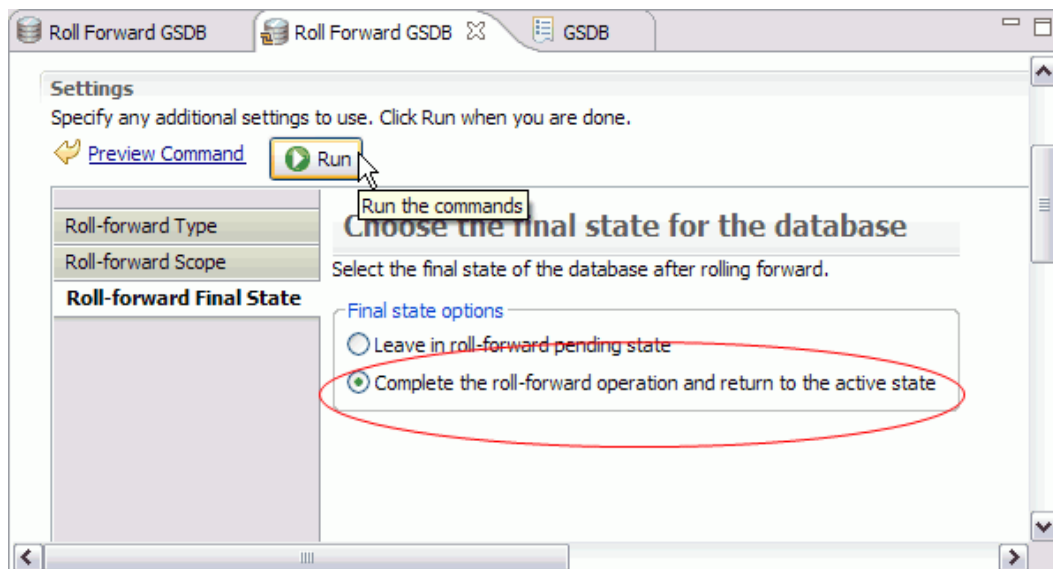 Roll Forward GSDB
Roll Forward GSDB
GSDB
Settings
Specify any additional settings to use. Click Run when you are done.
Preview Command
Run
Run the commands
Roll-forward Type
Roll-forward Scope
Roll-forward Final State
Choose the final state for the database
Select the final state of the database after rolling forward.
Final state options
Leave in roll-forward pending state
Complete the roll-forward operation and return to the active state